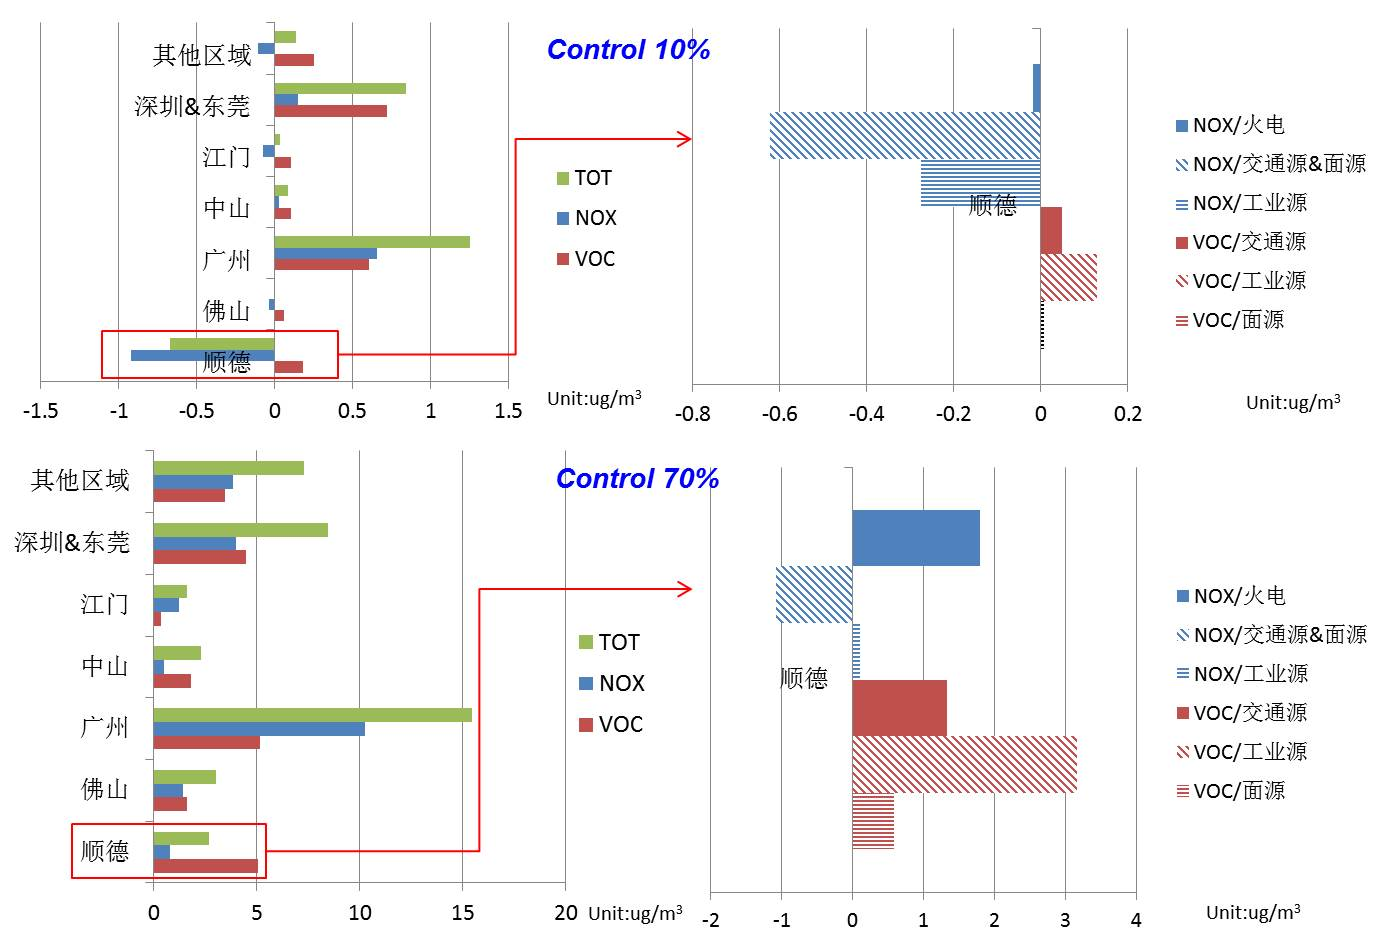 Control 10%
其他区域
深圳&东莞
江门
中山
广州
佛山
顺德
-1.5 -1 -0.5 0 0.5 1 1.5
Unit:ug/m³
TOT
NOX
VOC
顺德
-0.8 -0.6 -0.4 -0.2 0 0.2
Unit:ug/m³
NOX/火电
NOX/交通源&面源
NOX/工业源
VOC/交通源
VOC/工业源
VOC/面源
Control 70%
其他区域
深圳&东莞
江门
中山
广州
佛山
顺德
0 5 10 15 20
Unit:ug/m³
TOT
NOX
VOC
顺德
-2 -1 0 1 2 3 4
Unit:ug/m³
NOX/火电
NOX/交通源&面源
NOX/工业源
VOC/交通源
VOC/工业源
VOC/面源